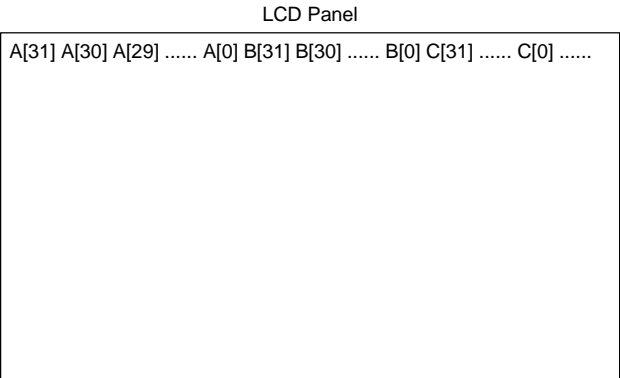 LCD Panel
A[31] A[30] A[29] ...... A[0] B[31] B[30] ...... B[0] C[31] ...... C[0] ......